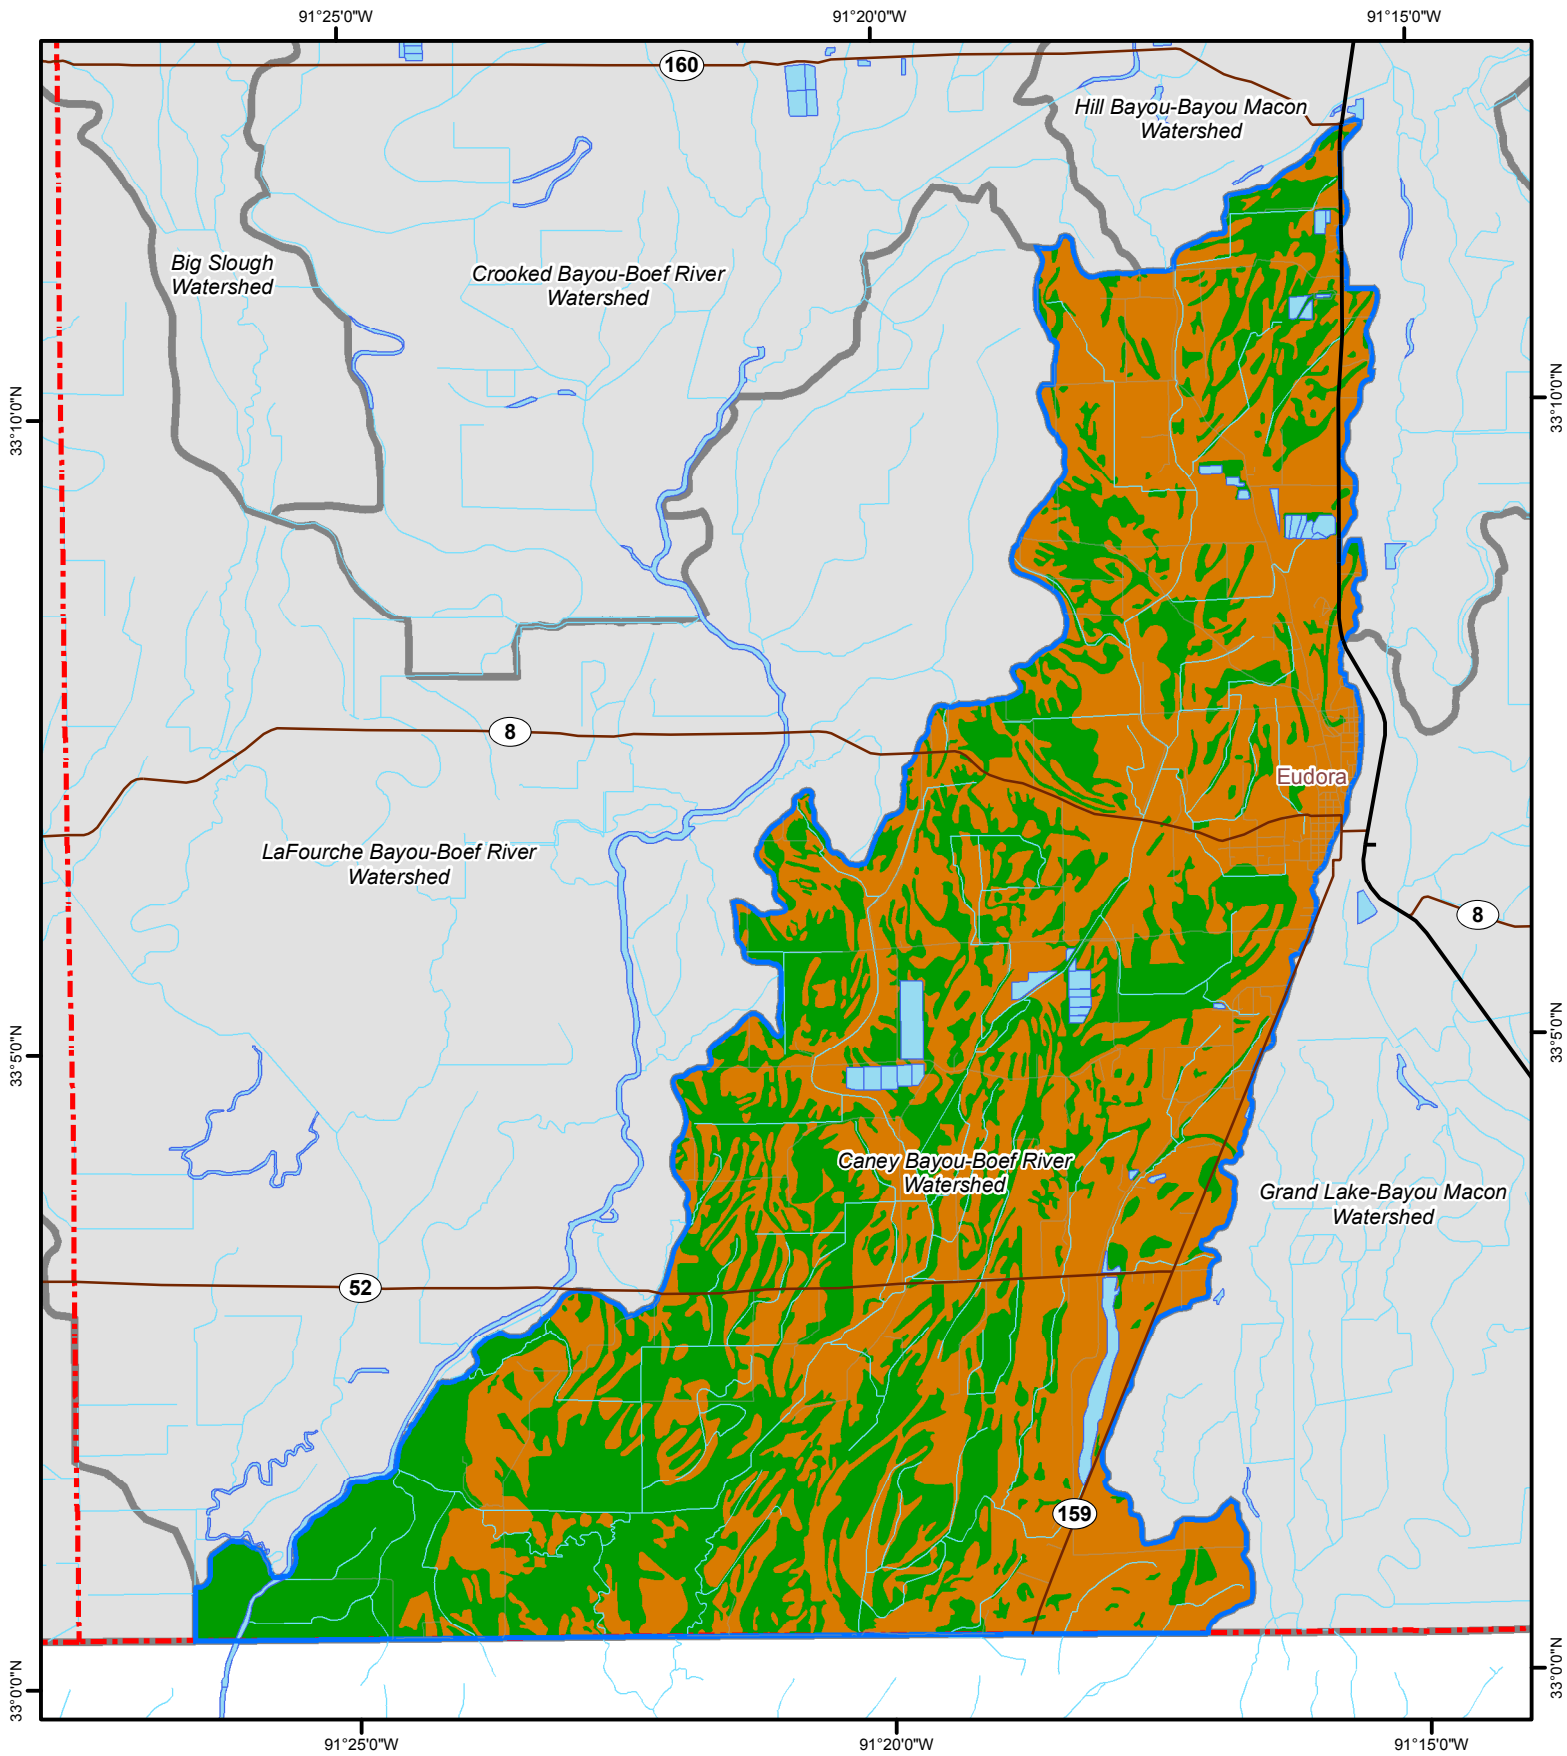 91°25'0"W
91°20'0"W
91°15'0"W
160
Hill Bayou-Bayou Macon
Watershed
Big Slough
Watershed
Crooked Bayou-Boef River
Watershed
33°10'0"N
33°10'0"N
8
Eudora
LaFourche Bayou-Boef River
Watershed
8
33°5'0"N
33°5'0"N
Caney Bayou-Boef River
Watershed
Grand Lake-Bayou Macon
Watershed
52
159
33°0'0"N
33°0'0"N
91°25'0"W
91°20'0"W
91°15'0"W